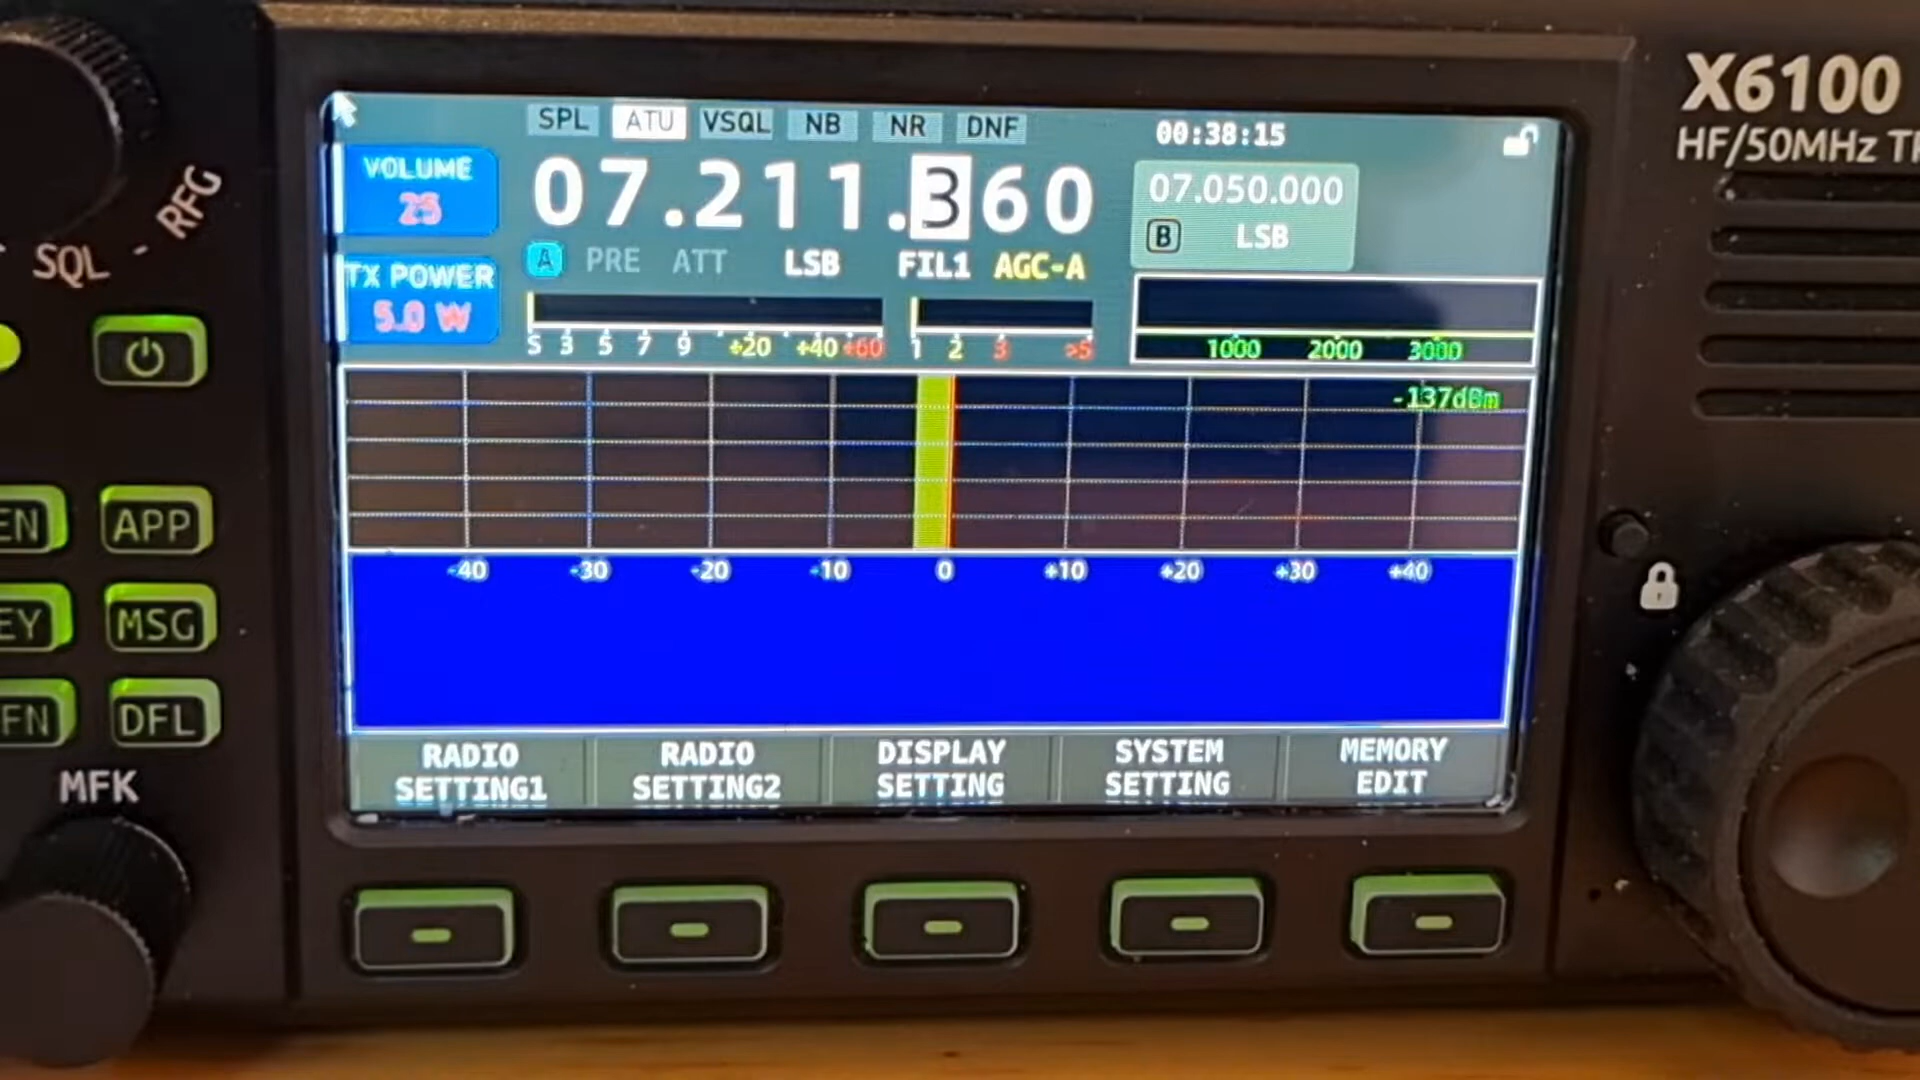 X6100
HF/50MHz
SPL ATU VSQL NB NR DNF
00:38:15
VOLUME
25
07.211.360
07.050.000
B LSB
TX POWER
5.0 W
A PRE ATT LSB FIL1 AGC-A
S 3 5 7 9 +20 +40 +60
1 2 3 >5
1000 2000 3000
-137dBm
-40 -30 -20 -10 0 +10 +20 +30 +40
RADIO SETTING1
RADIO SETTING2
DISPLAY SETTING
SYSTEM SETTING
MEMORY EDIT
SQL - RFG
APP
MSG
DFL
MFK